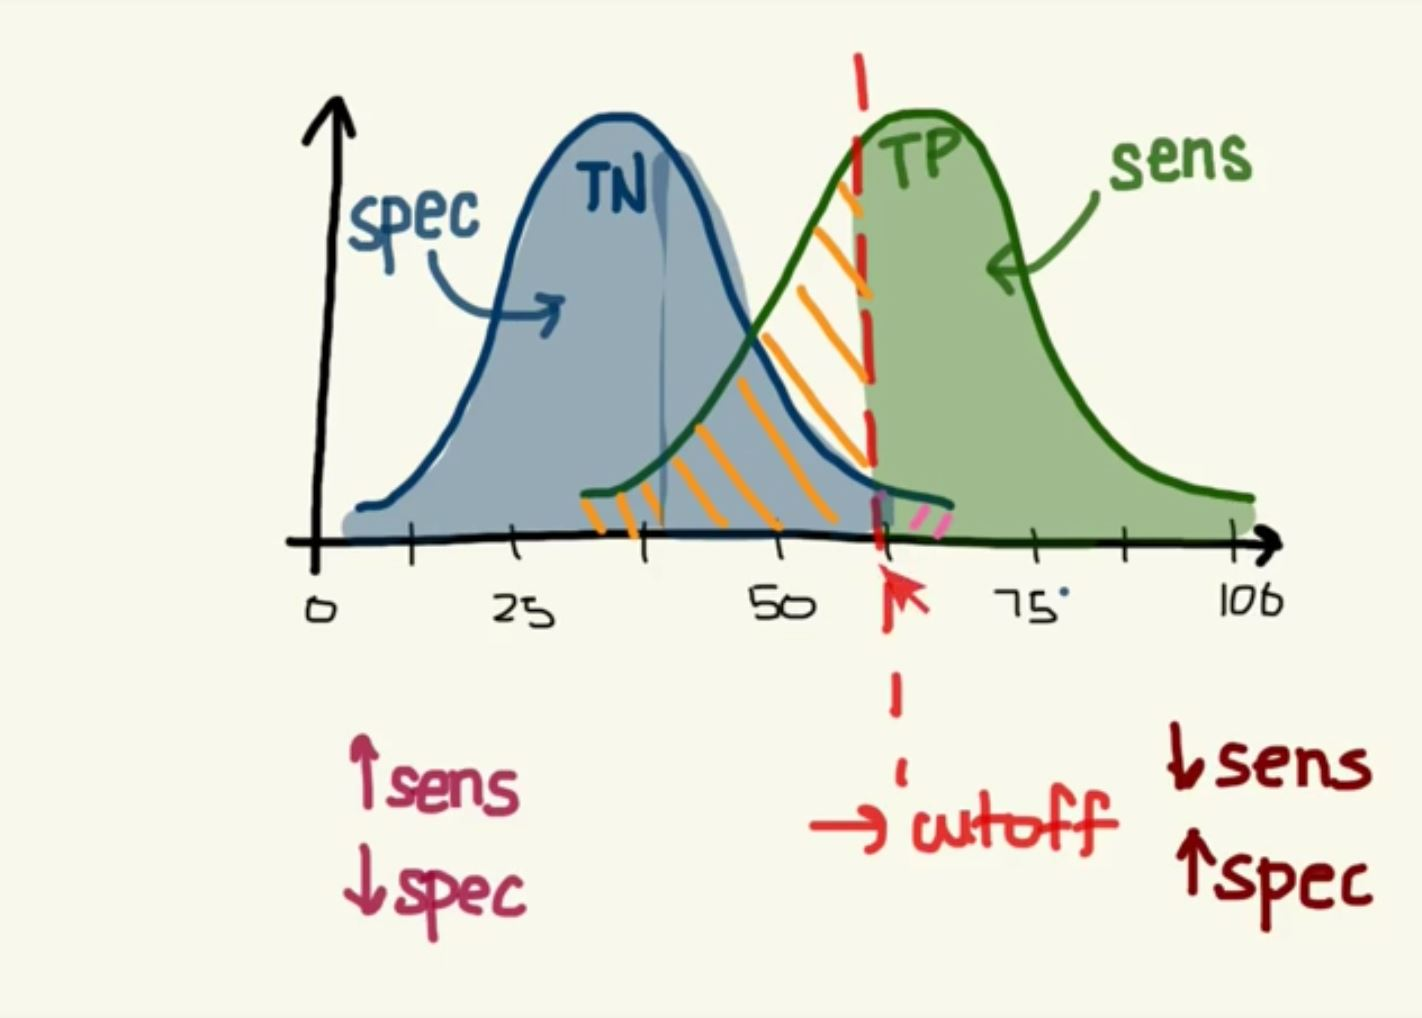 TN
TP
sens
spec
0 25 50 75 106
↑sens
↓spec
→ cutoff
↓sens
↑spec